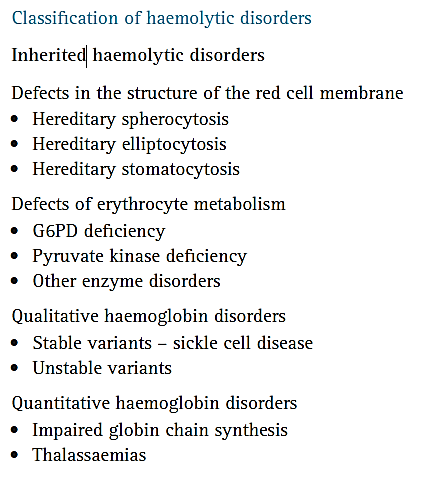 Classification of haemolytic disorders
Inherited haemolytic disorders
Defects in the structure of the red cell membrane
• Hereditary spherocytosis
• Hereditary elliptocytosis
• Hereditary stomatocytosis
Defects of erythrocyte metabolism
• G6PD deficiency
• Pyruvate kinase deficiency
• Other enzyme disorders
Qualitative haemoglobin disorders
• Stable variants – sickle cell disease
• Unstable variants
Quantitative haemoglobin disorders
• Impaired globin chain synthesis
• Thalassaemias